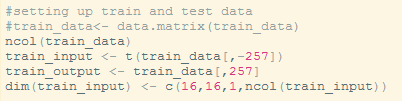 #setting up train and test data
#train_data<- data.matrix(train_data)
ncol(train_data)
train_input <- t(train_data[,-257])
train_output <- train_data[,257]
dim(train_input) <- c(16,16,1,ncol(train_input))